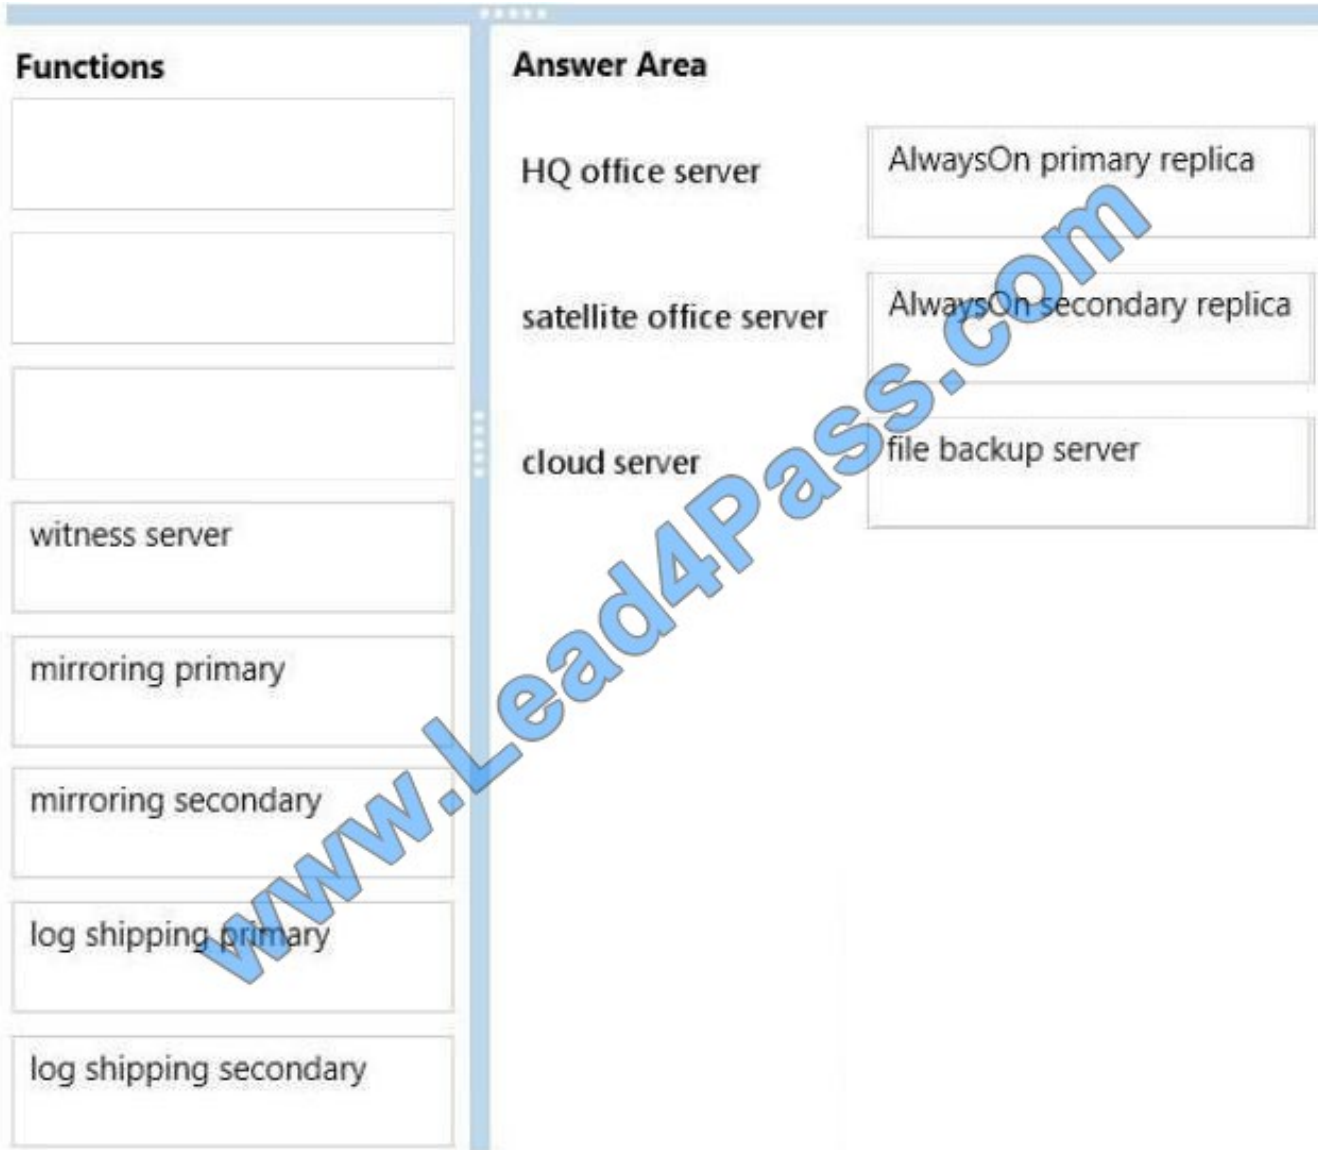 Functions
witness server
mirroring primary
mirroring secondary
log shipping primary
log shipping secondary
Answer Area
HQ office server
AlwaysOn primary replica
satellite office server
AlwaysOn secondary replica
cloud server
file backup server
www.Lead4Pass.com